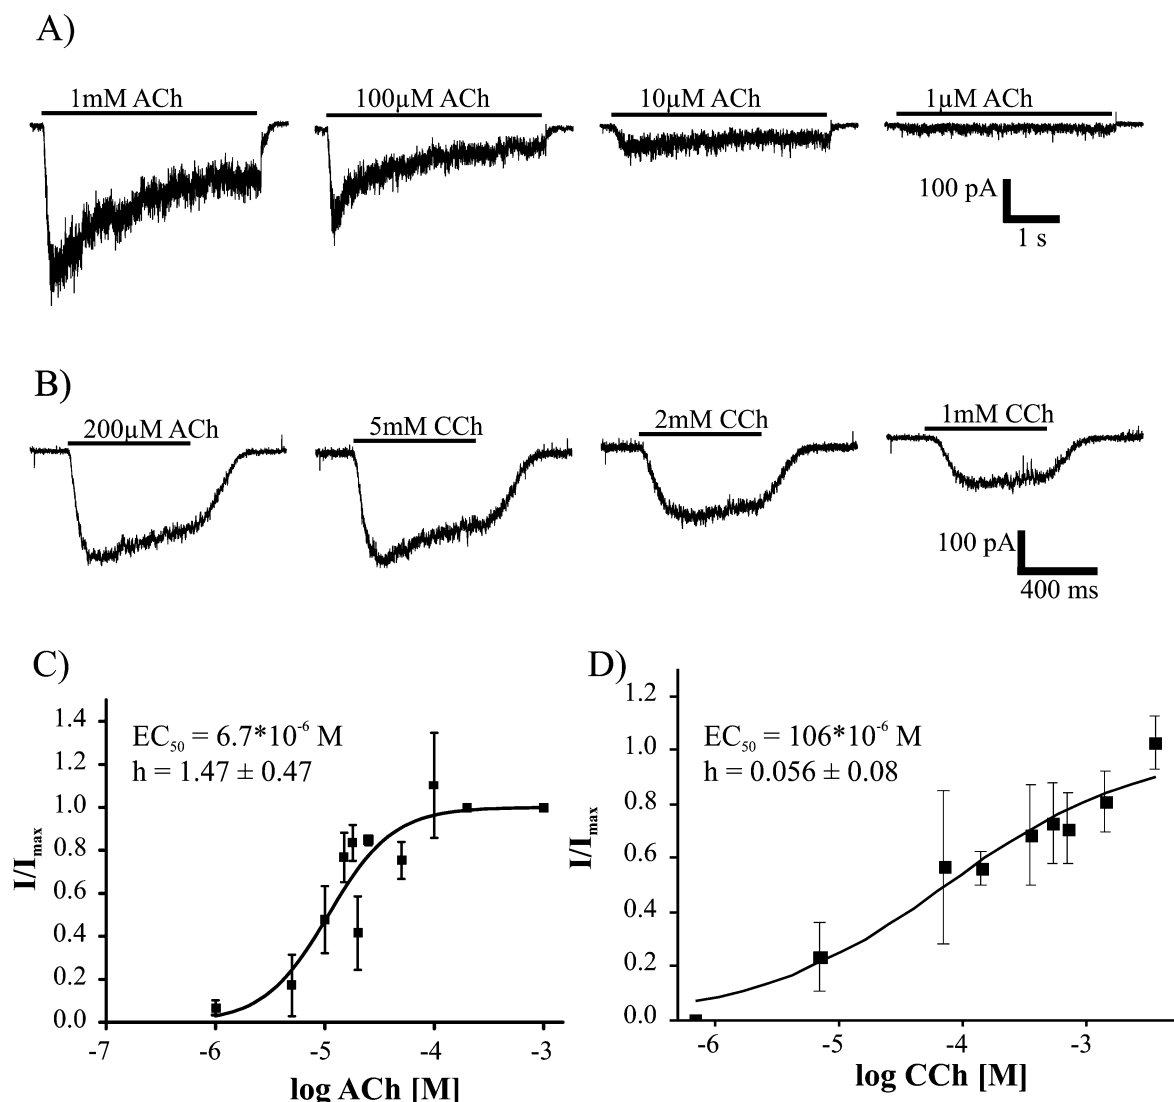 A)
1mM ACh
100µM ACh
10µM ACh
1µM ACh
100 pA
1 s
B)
200µM ACh
5mM CCh
2mM CCh
1mM CCh
100 pA
400 ms
C)
EC50 = 6.7*10-6 M
h = 1.47 ± 0.47
I/Imax
1.4
1.2
1.0
0.8
0.6
0.4
0.2
0.0
-7 -6 -5 -4 -3
log ACh [M]
D)
EC50 = 106*10-6 M
h = 0.056 ± 0.08
I/Imax
1.2
1.0
0.8
0.6
0.4
0.2
0.0
-6 -5 -4 -3
log CCh [M]